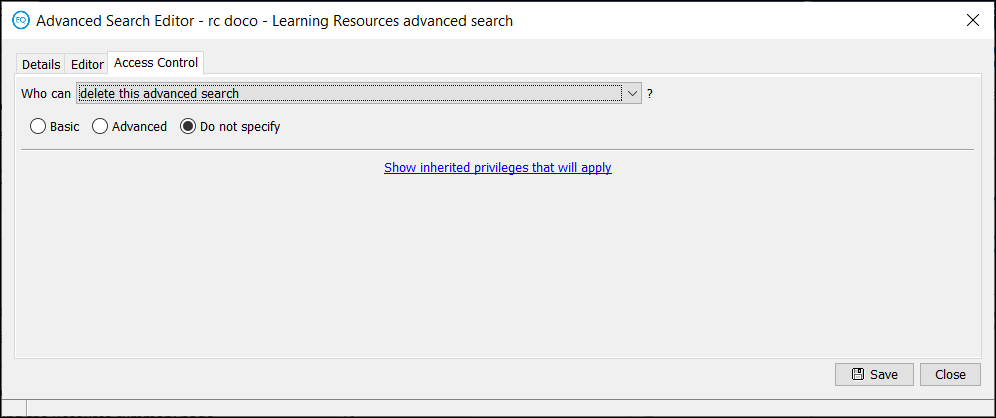 EQ Advanced Search Editor - rc doco - Learning Resources advanced search
Details Editor Access Control
Who can delete this advanced search ?
Basic Advanced Do not specify
Show inherited privileges that will apply
Save Close